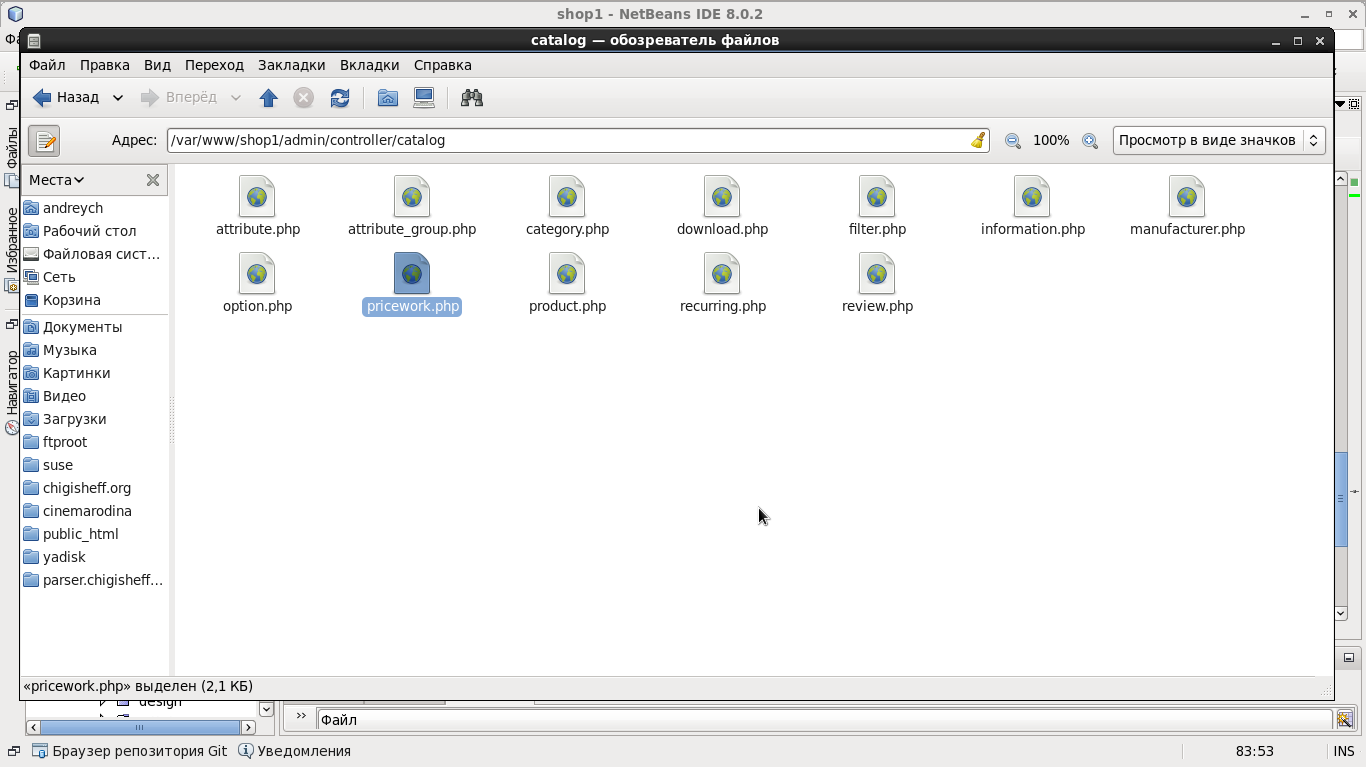 shop1 - NetBeans IDE 8.0.2
catalog — обозреватель файлов
Файл Правка Вид Переход Закладки Вкладки Справка
Назад Вперёд
Адрес: /var/www/shop1/admin/controller/catalog 100% Просмотр в виде значков
Места
andreych
Рабочий стол
Файловая сист...
Сеть
Корзина
Документы
Музыка
Картинки
Видео
Загрузки
ftproot
suse
chigisheff.org
cinemarodina
public_html
yadisk
parser.chigisheff...
attribute.php attribute_group.php category.php download.php filter.php information.php manufacturer.php
option.php pricework.php product.php recurring.php review.php
«pricework.php» выделен (2,1 КБ)
Файлы
Избранное
Навигатор
design
Файл
Браузер репозитория Git Уведомления 83:53 INS